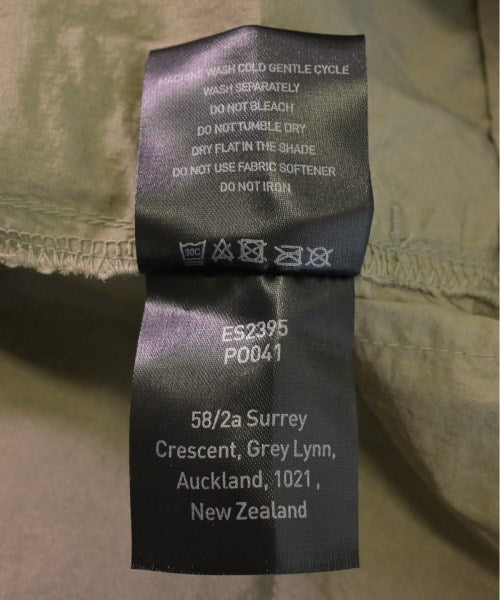 MACHINE WASH COLD GENTLE CYCLE
WASH SEPARATELY
DO NOT BLEACH
DO NOT TUMBLE DRY
DRY FLAT IN THE SHADE
DO NOT USE FABRIC SOFTENER
DO NOT IRON
30C
ES2395
PO041
58/2a Surrey
Crescent, Grey Lynn,
Auckland, 1021 ,
New Zealand